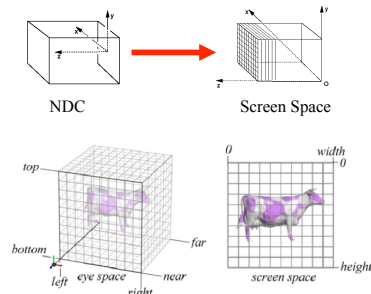 y
x
z
y
x
z
o
NDC
Screen Space
top
bottom
left
eye space
right
near
far
0
width
0
height
screen space